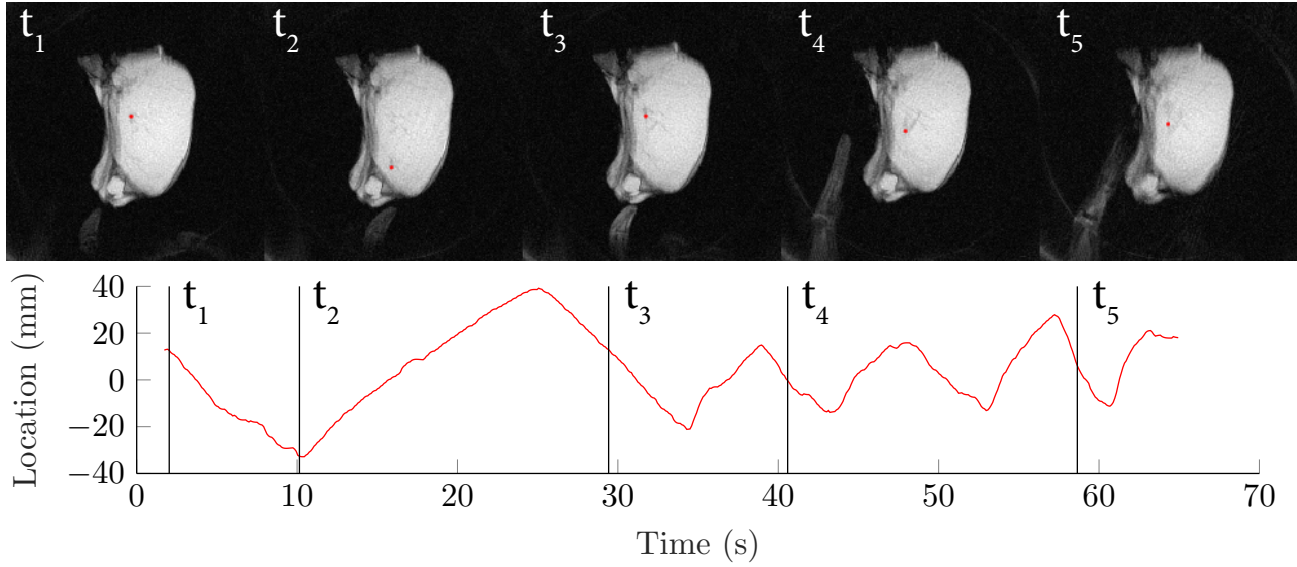 t₁ t₂ t₃ t₄ t₅
40
20
0
−20
−40
Location (mm)
t₁ t₂ t₃ t₄ t₅
0 10 20 30 40 50 60 70
Time (s)